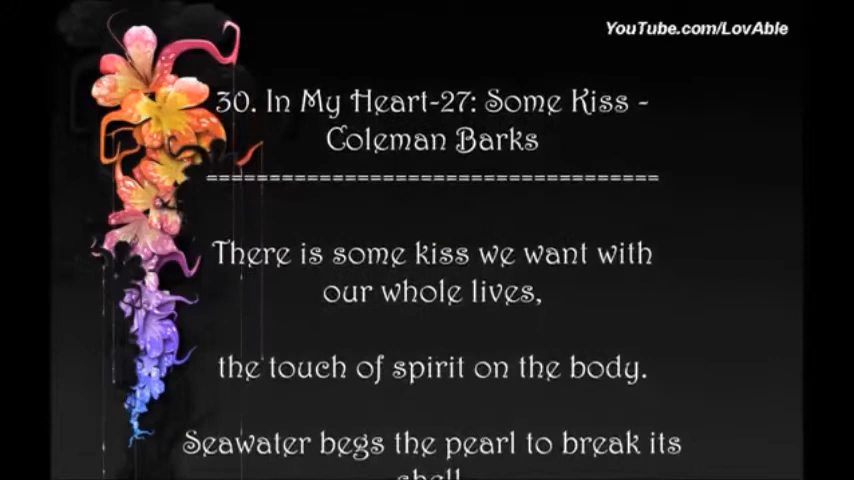 YouTube.com/LovAble
30. In My Heart-27: Some Kiss -
Coleman Barks
===========================================
There is some kiss we want with
our whole lives,
the touch of spirit on the body.
Seawater begs the pearl to break its
shell